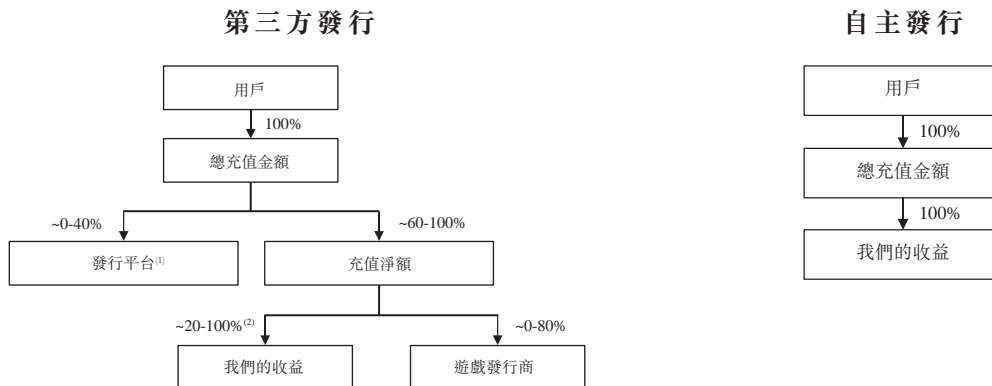 第三方發行
用戶
100%
總充值金額
~0-40%
~60-100%
發行平台(1)
充值淨額
~20-100%(2)
~0-80%
我們的收益
遊戲發行商
自主發行
用戶
100%
總充值金額
100%
我們的收益